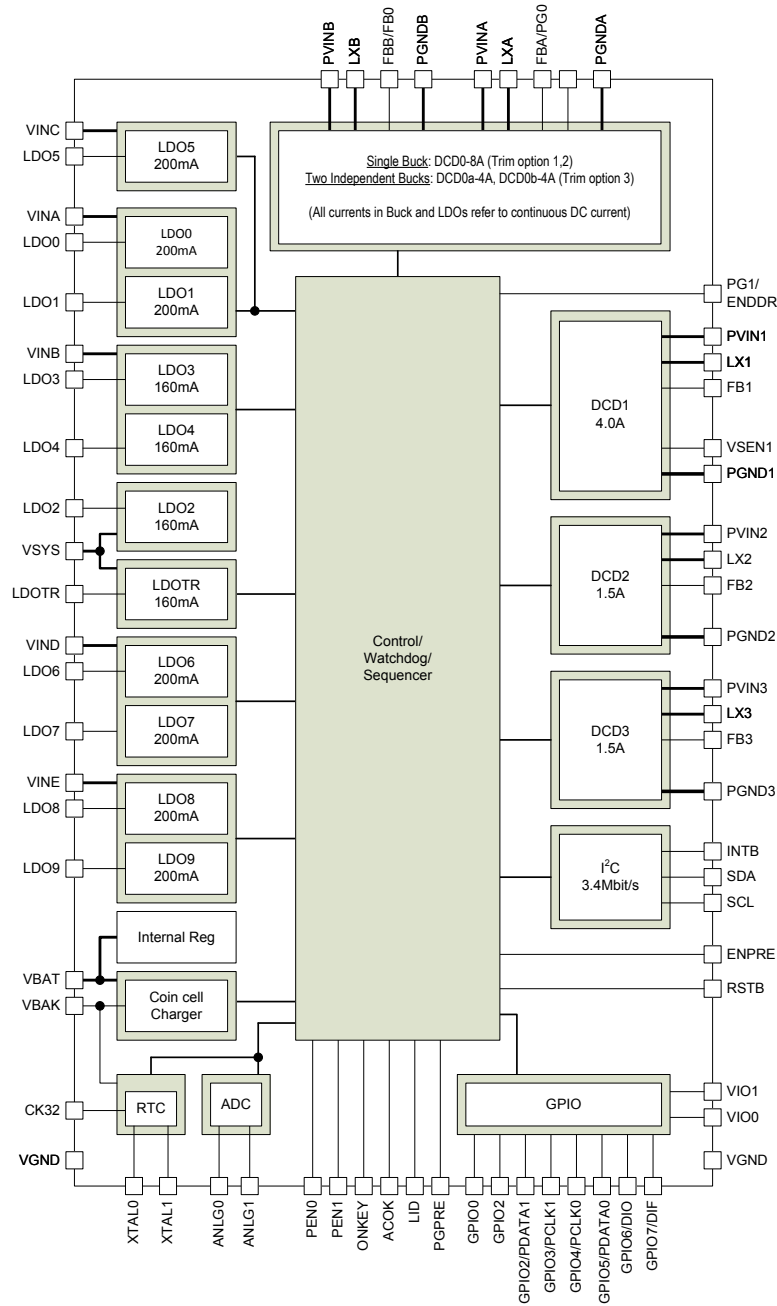 PVINB
LXB
FBB/FB0
PGNDB
PVINA
LXA
FBA/PG0
PGNDA
Single Buck: DCD0-8A (Trim option 1,2)
Two Independent Bucks: DCD0a-4A, DCD0b-4A (Trim option 3)
(All currents in Buck and LDOs refer to continuous DC current)
VINC
LDO5
LDO5
200mA
VINA
LDO0
LDO0
200mA
LDO1
LDO1
200mA
VINB
LDO3
LDO3
160mA
LDO4
LDO4
160mA
LDO2
LDO2
160mA
VSYS
LDOTR
LDOTR
160mA
VIND
LDO6
LDO6
200mA
LDO7
LDO7
200mA
VINE
LDO8
LDO8
200mA
LDO9
LDO9
200mA
Internal Reg
VBAT
VBAK
Coin cell
Charger
CK32
RTC
ADC
VGND
Control/
Watchdog/
Sequencer
PG1/
ENDDR
DCD1
4.0A
PVIN1
LX1
FB1
VSEN1
PGND1
DCD2
1.5A
PVIN2
LX2
FB2
PGND2
DCD3
1.5A
PVIN3
LX3
FB3
PGND3
I2C
3.4Mbit/s
INTB
SDA
SCL
ENPRE
RSTB
GPIO
VIO1
VIO0
VGND
XTAL0
XTAL1
ANLG0
ANLG1
PEN0
PEN1
ONKEY
ACOK
LID
PGPRE
GPIO0
GPIO2
GPIO2/PDATA1
GPIO3/PCLK1
GPIO4/PCLK0
GPIO5/PDATA0
GPIO6/DIO
GPIO7/DIF